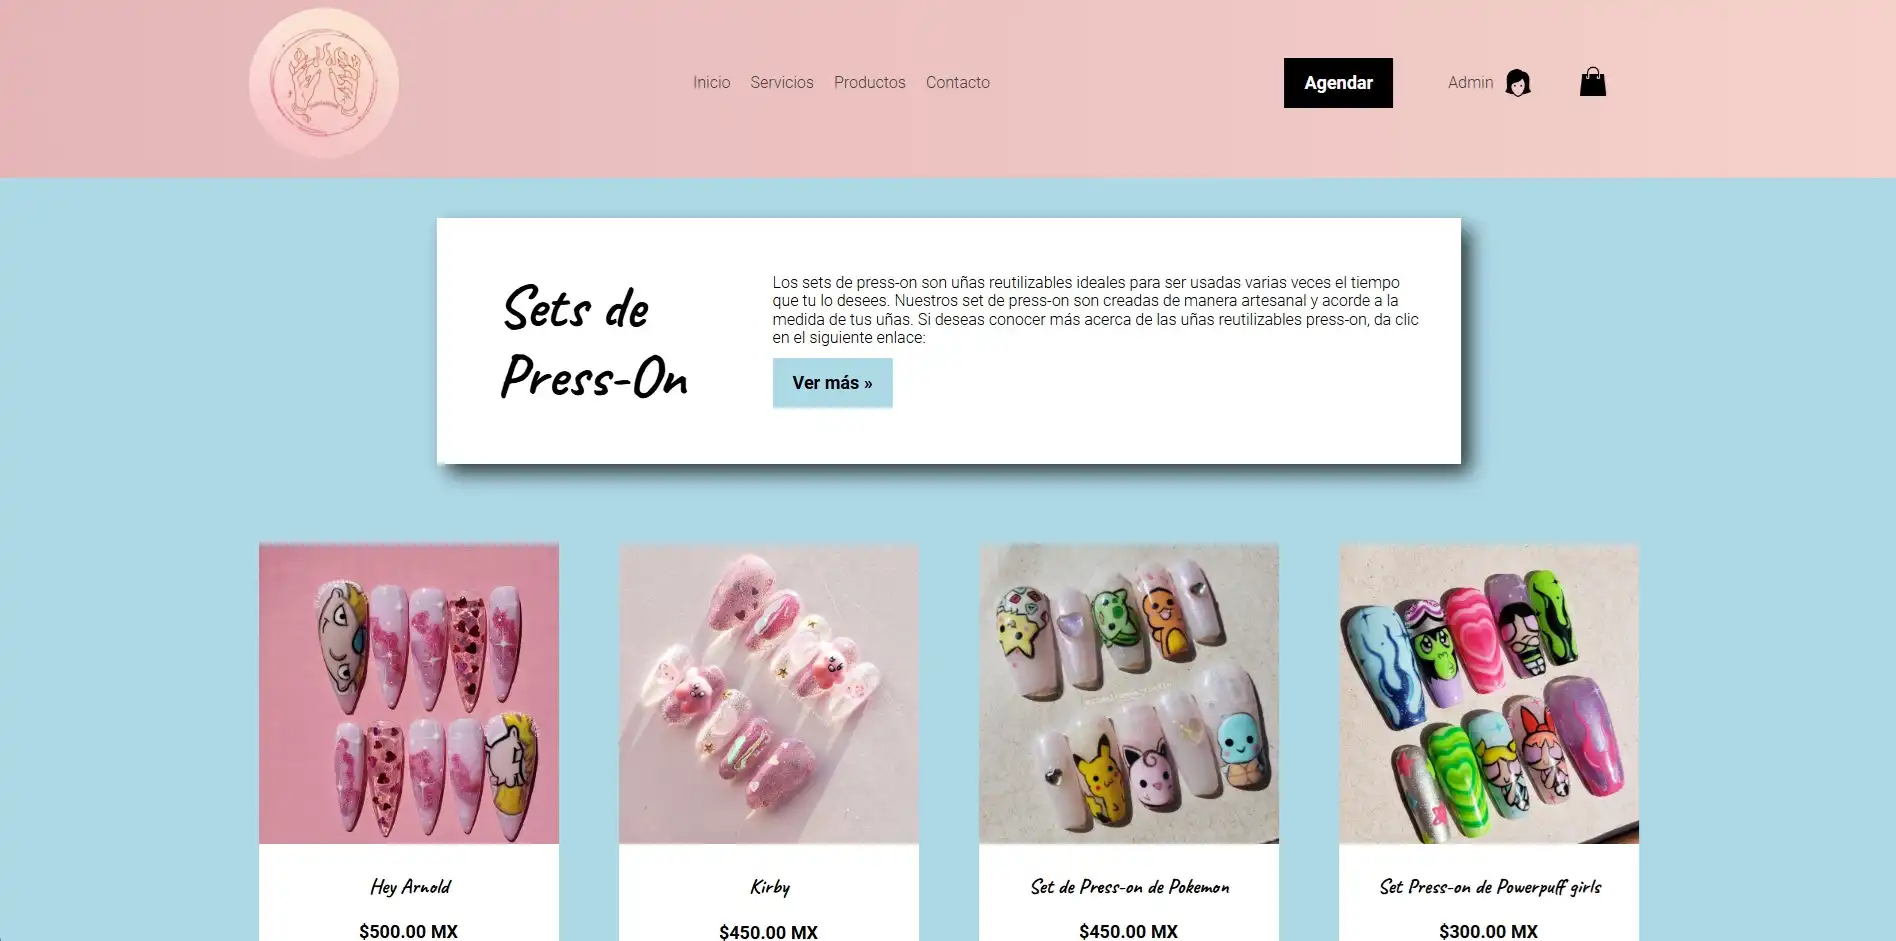 Inicio Servicios Productos Contacto
Agendar
Admin
Sets de
Press-On
Los sets de press-on son uñas reutilizables ideales para ser usadas varias veces el tiempo
que tu lo desees. Nuestros set de press-on son creadas de manera artesanal y acorde a la
medida de tus uñas. Si deseas conocer más acerca de las uñas reutilizables press-on, da clic
en el siguiente enlace:
Ver más »
Hey Arnold
$500.00 MX
Kirby
$450.00 MX
Set de Press-on de Pokemon
$450.00 MX
Set Press-on de Powerpuff girls
$300.00 MX